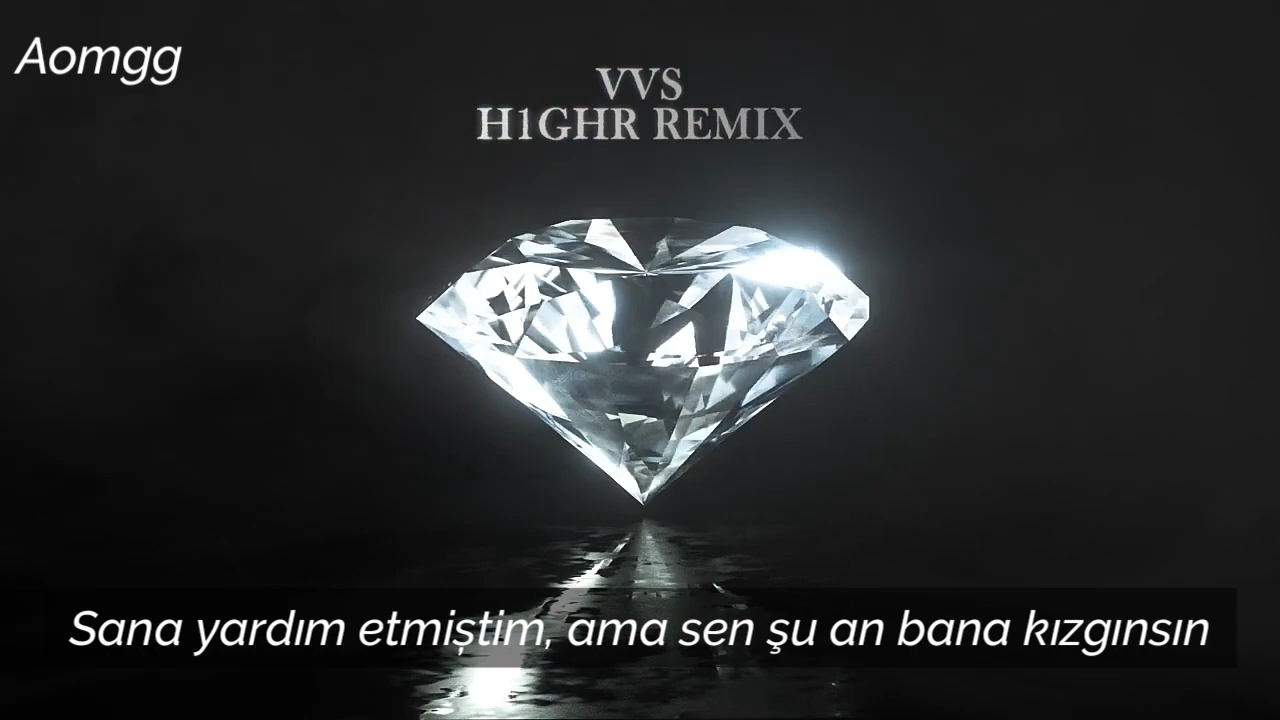 Aomgg
VVS
H1GHR REMIX
Sana yardım etmiştim, ama sen şu an bana kızgınsın